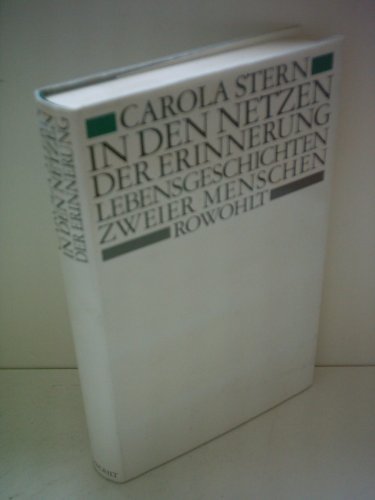 CAROLA STERN
IN DEN NETZEN
DER ERINNERUNG
LEBENSGESCHICHTEN
ZWEIER MENSCHEN
ROWOHLT
IN DEN NETZEN
DER ERINNERUNG